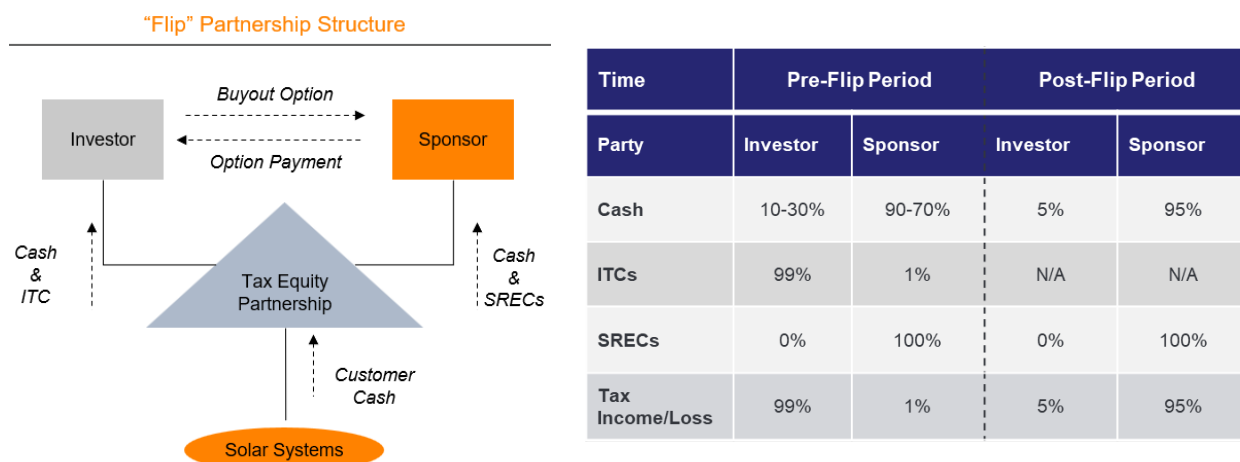 “Flip” Partnership Structure
Buyout Option
Investor
Sponsor
Option Payment
Cash
&
ITC
Tax Equity
Partnership
Cash
&
SRECs
Customer
Cash
Solar Systems
Time Pre-Flip Period Post-Flip Period
Party Investor Sponsor Investor Sponsor
Cash 10-30% 90-70% 5% 95%
ITCs 99% 1% N/A N/A
SRECs 0% 100% 0% 100%
Tax
Income/Loss 99% 1% 5% 95%